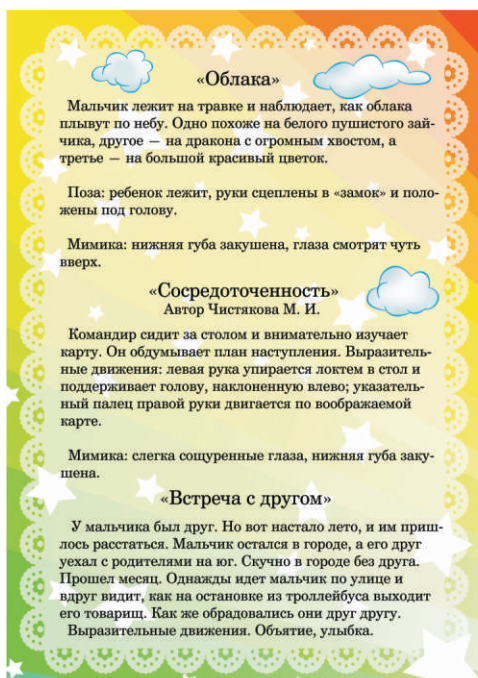 «Облака»
Мальчик лежит на травке и наблюдает, как облака
плывут по небу. Одно похоже на белого пушистого зай-
чика, другое — на дракона с огромным хвостом, а
третье — на большой красивый цветок.
Поза: ребенок лежит, руки сцеплены в «замок» и поло-
жены под голову.
Мимика: нижняя губа закушена, глаза смотрят чуть
вверх.
«Сосредоточенность»
Автор Чистякова М. И.
Командир сидит за столом и внимательно изучает
карту. Он обдумывает план наступления. Выразитель-
ные движения: левая рука упирается локтем в стол и
поддерживает голову, наклоненную влево; указатель-
ный палец правой руки двигается по воображаемой
карте.
Мимика: слегка сощуренные глаза, нижняя губа заку-
шена.
«Встреча с другом»
У мальчика был друг. Но вот настало лето, и им приш-
лось расстаться. Мальчик остался в городе, а его друг
уехал с родителями на юг. Скучно в городе без друга.
Прошел месяц. Однажды идет мальчик по улице и
вдруг видит, как на остановке из троллейбуса выходит
его товарищ. Как же обрадовались они друг другу.
Выразительные движения. Объятие, улыбка.